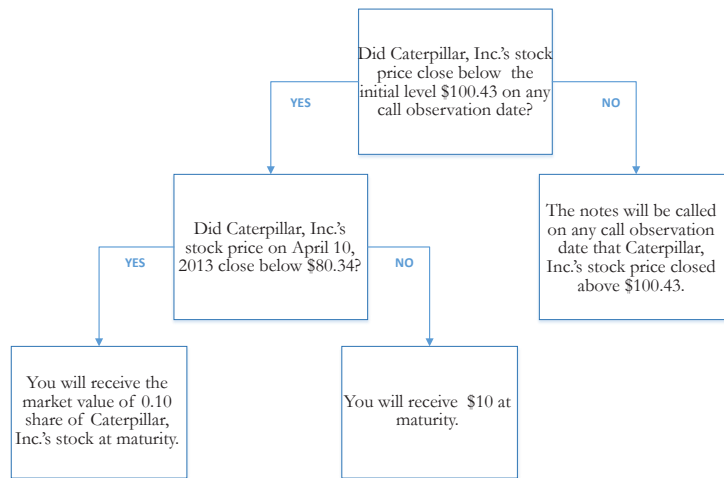 Did Caterpillar, Inc.'s stock
price close below the
initial level $100.43 on any
call observation date?
YES
NO
Did Caterpillar, Inc.'s
stock price on April 10,
2013 close below $80.34?
The notes will be called
on any call observation
date that Caterpillar,
Inc.'s stock price closed
above $100.43.
YES
NO
You will receive the
market value of 0.10
share of Caterpillar,
Inc.'s stock at maturity.
You will receive $10 at
maturity.